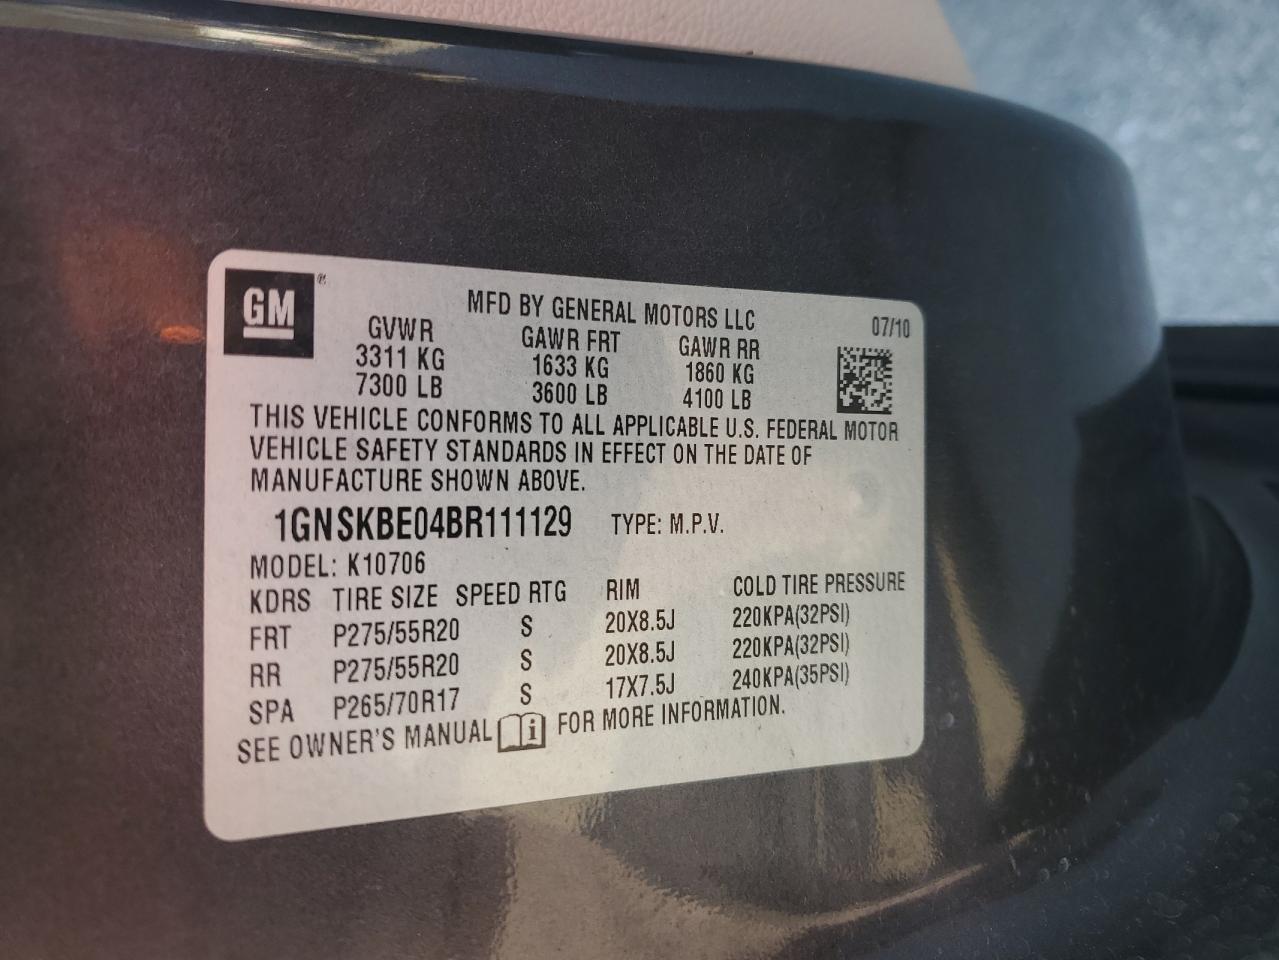 GM ®
MFD BY GENERAL MOTORS LLC 07/10
GVWR GAWR FRT GAWR RR
3311 KG 1633 KG 1860 KG
7300 LB 3600 LB 4100 LB
THIS VEHICLE CONFORMS TO ALL APPLICABLE U.S. FEDERAL MOTOR
VEHICLE SAFETY STANDARDS IN EFFECT ON THE DATE OF
MANUFACTURE SHOWN ABOVE.
1GNSKBE04BR111129 TYPE: M.P.V.
MODEL: K10706
KDRS TIRE SIZE SPEED RTG RIM COLD TIRE PRESSURE
FRT P275/55R20 S 20X8.5J 220KPA(32PSI)
RR P275/55R20 S 20X8.5J 220KPA(32PSI)
SPA P265/70R17 S 17X7.5J 240KPA(35PSI)
SEE OWNER'S MANUAL i FOR MORE INFORMATION.